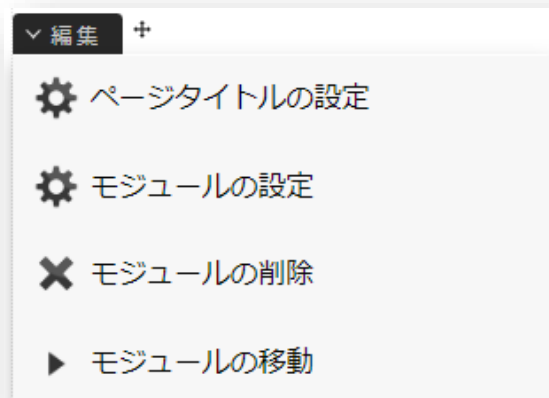 編集
ページタイトルの設定
モジュールの設定
モジュールの削除
モジュールの移動